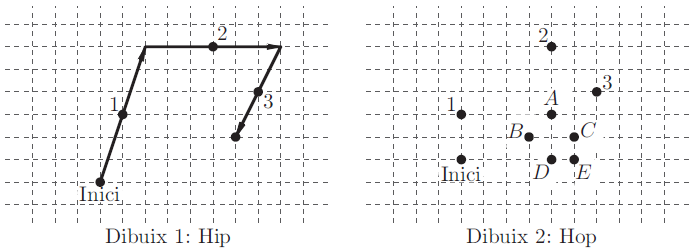 2
1
3
Inici
Dibuix 1: Hip
2
3
1
A
B
C
D
E
Inici
Dibuix 2: Hop